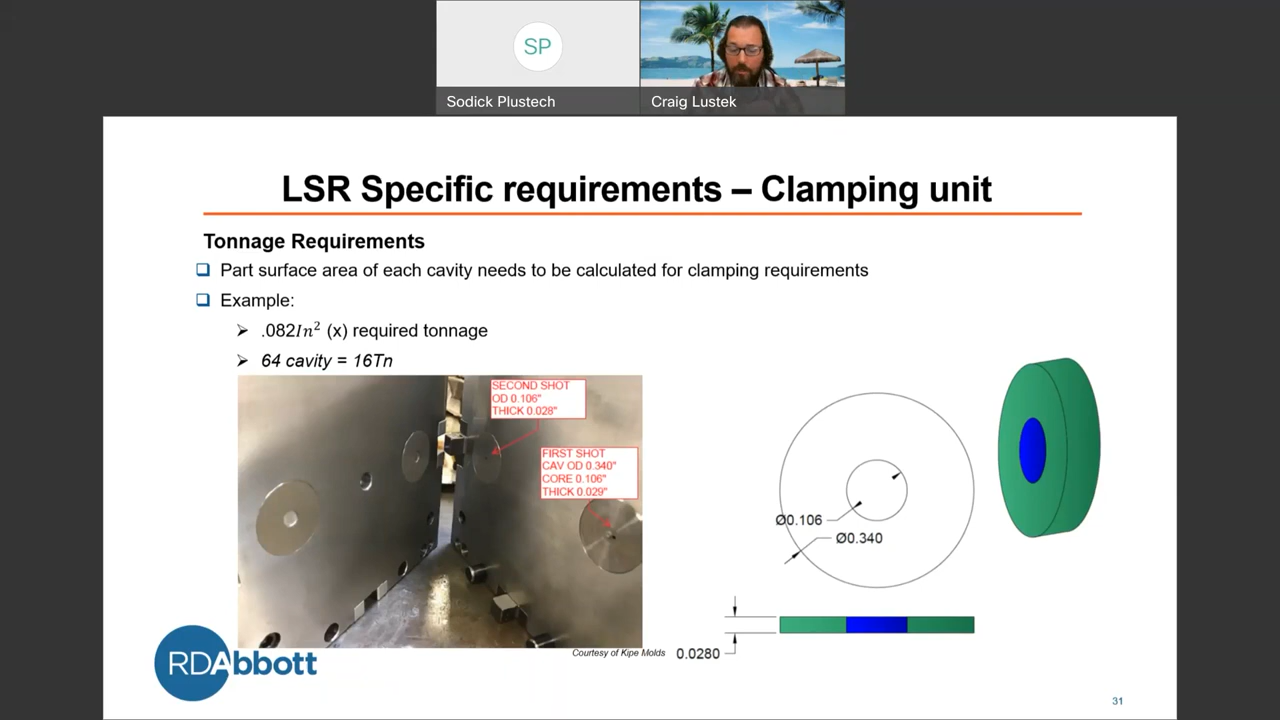 SP
Sodick Plustech
Craig Lustek
LSR Specific requirements – Clamping unit
Tonnage Requirements
Part surface area of each cavity needs to be calculated for clamping requirements
Example:
.082In² (x) required tonnage
64 cavity = 16Tn
SECOND SHOT
OD 0.106"
THICK 0.028"
FIRST SHOT
CAV OD 0.340"
CORE 0.106"
THICK 0.029"
Ø0.106
Ø0.340
0.0280
Courtesy of Kipe Molds
RDAbbott
31